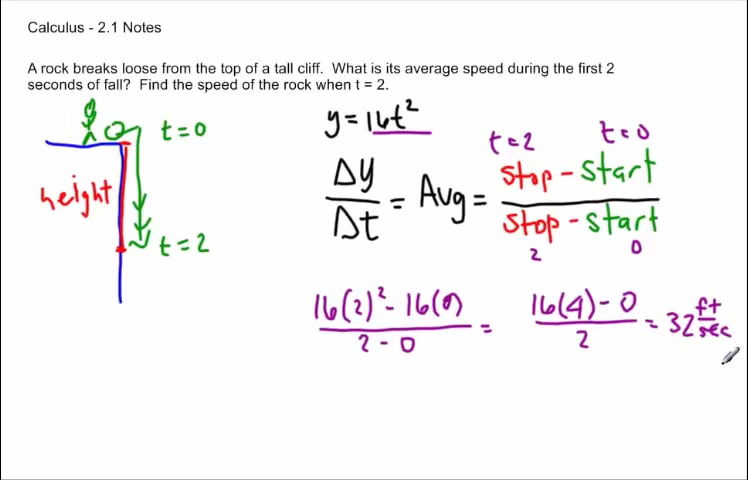 Calculus - 2.1 Notes
A rock breaks loose from the top of a tall cliff. What is its average speed during the first 2
seconds of fall? Find the speed of the rock when t = 2.
t = 0
height
t = 2
y = 16t²
t = 2 t = 0
Δy/Δt = Avg = stop - start / stop - start
2 0
16(2)² - 16(0) / 2 - 0 = 16(4) - 0 / 2 = 32 ft/sec